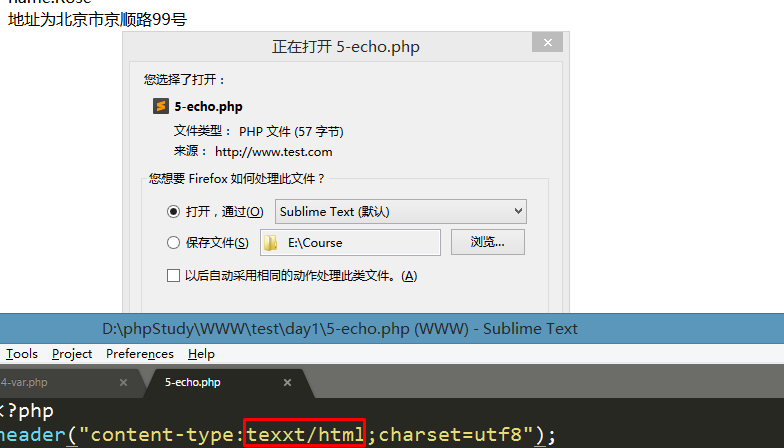 name:Rose
地址为北京市京顺路99号
正在打开 5-echo.php
您选择了打开：
5-echo.php
文件类型： PHP 文件 (57 字节)
来源： http://www.test.com
您想要 Firefox 如何处理此文件？
打开，通过(O) Sublime Text (默认)
保存文件(S) E:\Course 浏览...
以后自动采用相同的动作处理此类文件。(A)
D:\phpStudy\WWW\test\day1\5-echo.php (WWW) - Sublime Text
Tools Project Preferences Help
4-var.php × 5-echo.php ×
<?php
header("content-type:texxt/html;charset=utf8");